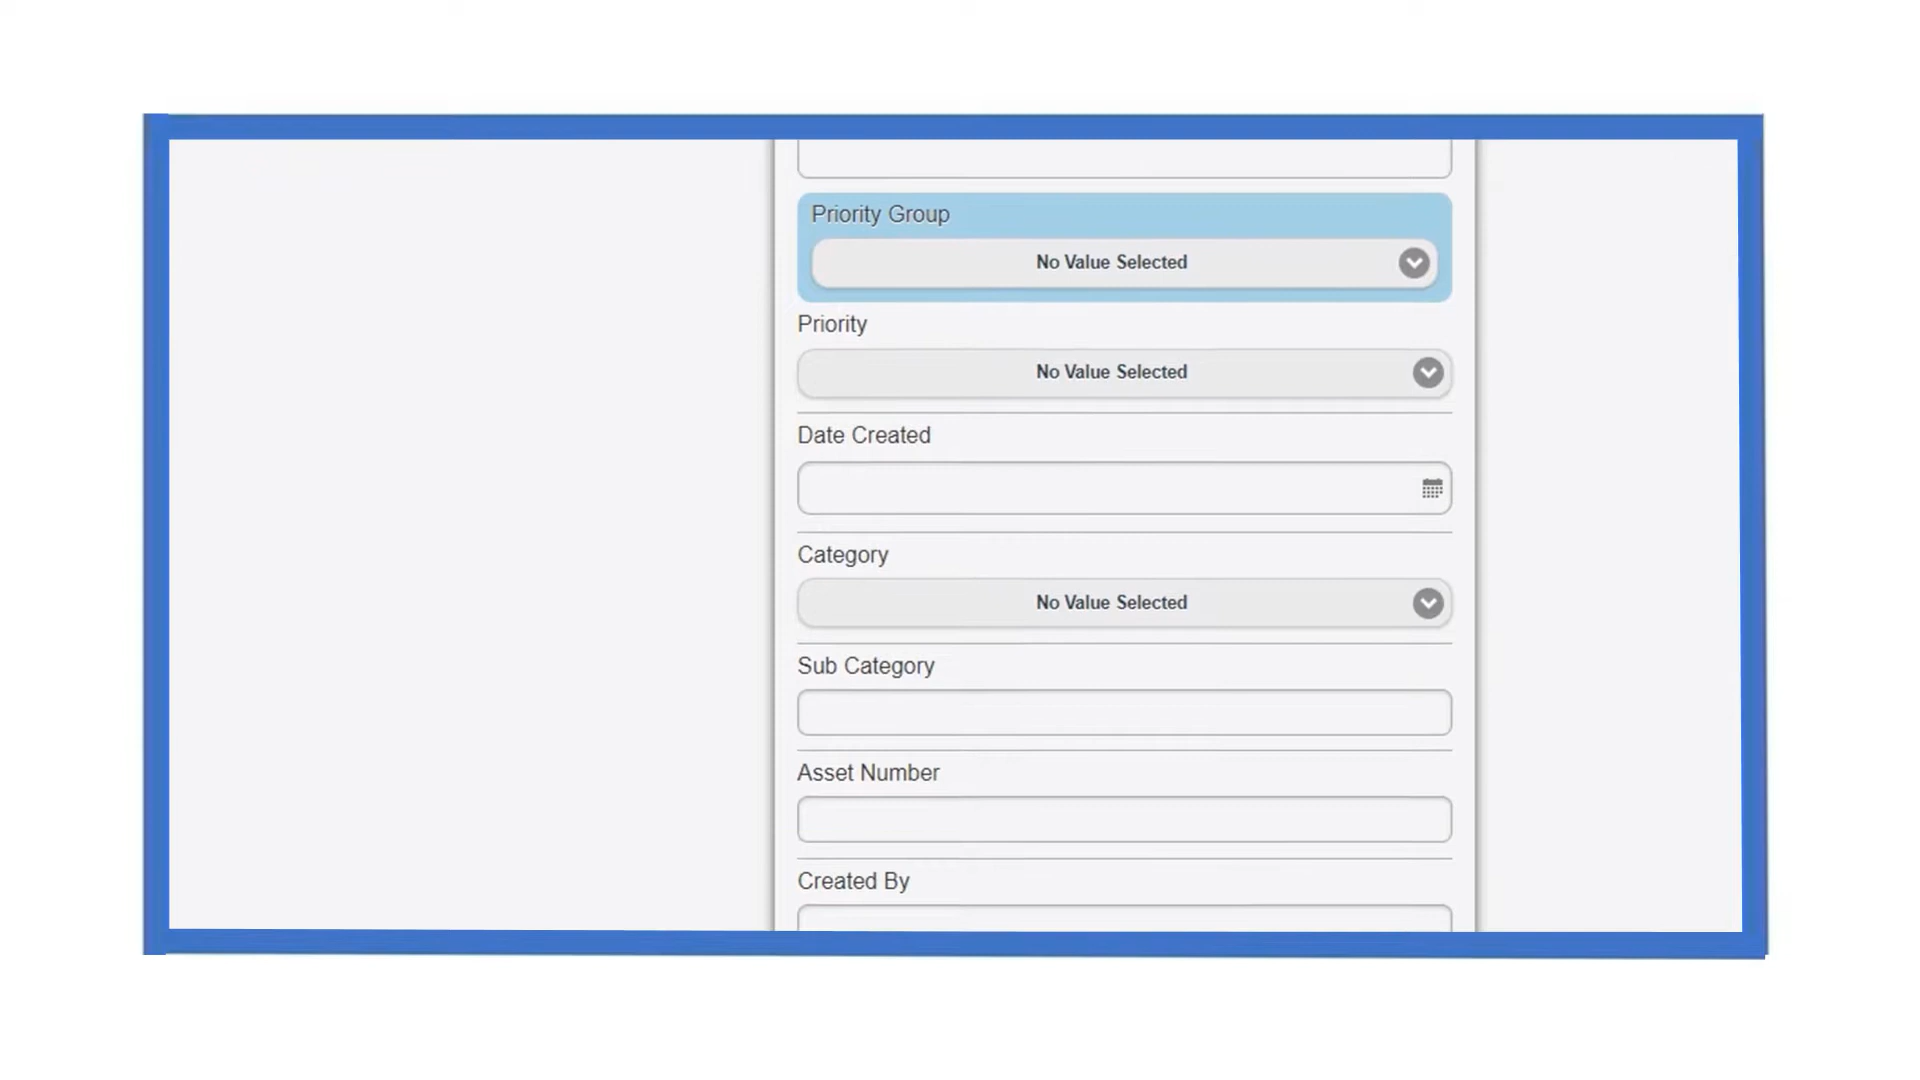 Priority Group
No Value Selected
Priority
No Value Selected
Date Created
Category
No Value Selected
Sub Category
Asset Number
Created By